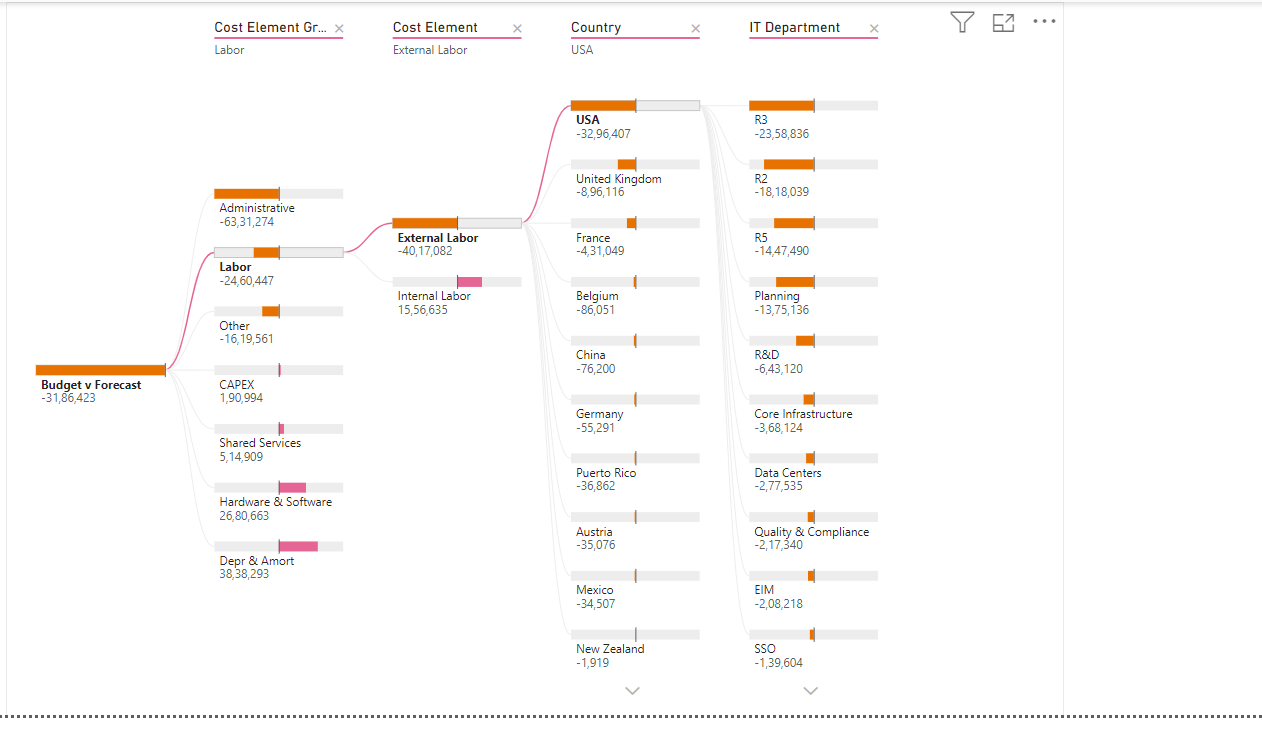 Cost Element Gr... Cost Element Country IT Department
Labor External Labor USA
Budget v Forecast
-31,86,423
Administrative
-63,31,274
Labor
-24,60,447
Other
-16,19,561
CAPEX
1,90,994
Shared Services
5,14,909
Hardware & Software
26,80,663
Depr & Amort
38,38,293
External Labor
-40,17,082
Internal Labor
15,56,635
USA
-32,96,407
United Kingdom
-8,96,116
France
-4,31,049
Belgium
-86,051
China
-76,200
Germany
-55,291
Puerto Rico
-36,862
Austria
-35,076
Mexico
-34,507
New Zealand
-1,919
R3
-23,58,836
R2
-18,18,039
R5
-14,47,490
Planning
-13,75,136
R&D
-6,43,120
Core Infrastructure
-3,68,124
Data Centers
-2,77,535
Quality & Compliance
-2,17,340
EIM
-2,08,218
SSO
-1,39,604